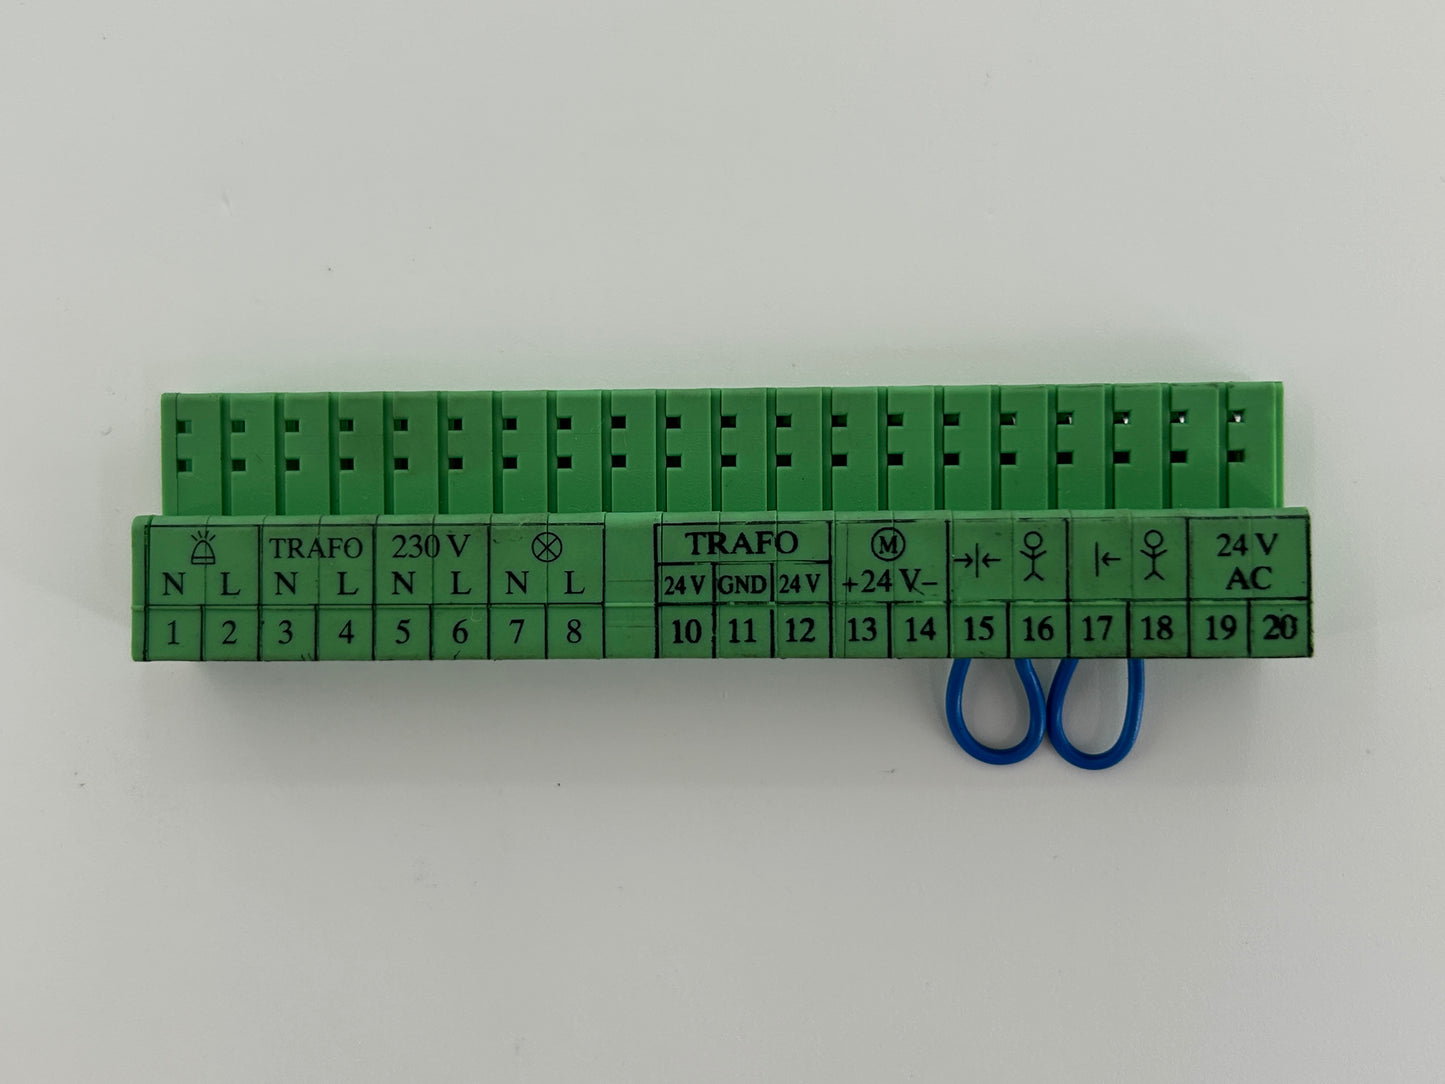 TRAFO 230 V TRAFO M 24 V
N L N L N L N L 24 V GND 24 V +24 V– AC
1 2 3 4 5 6 7 8 10 11 12 13 14 15 16 17 18 19 20